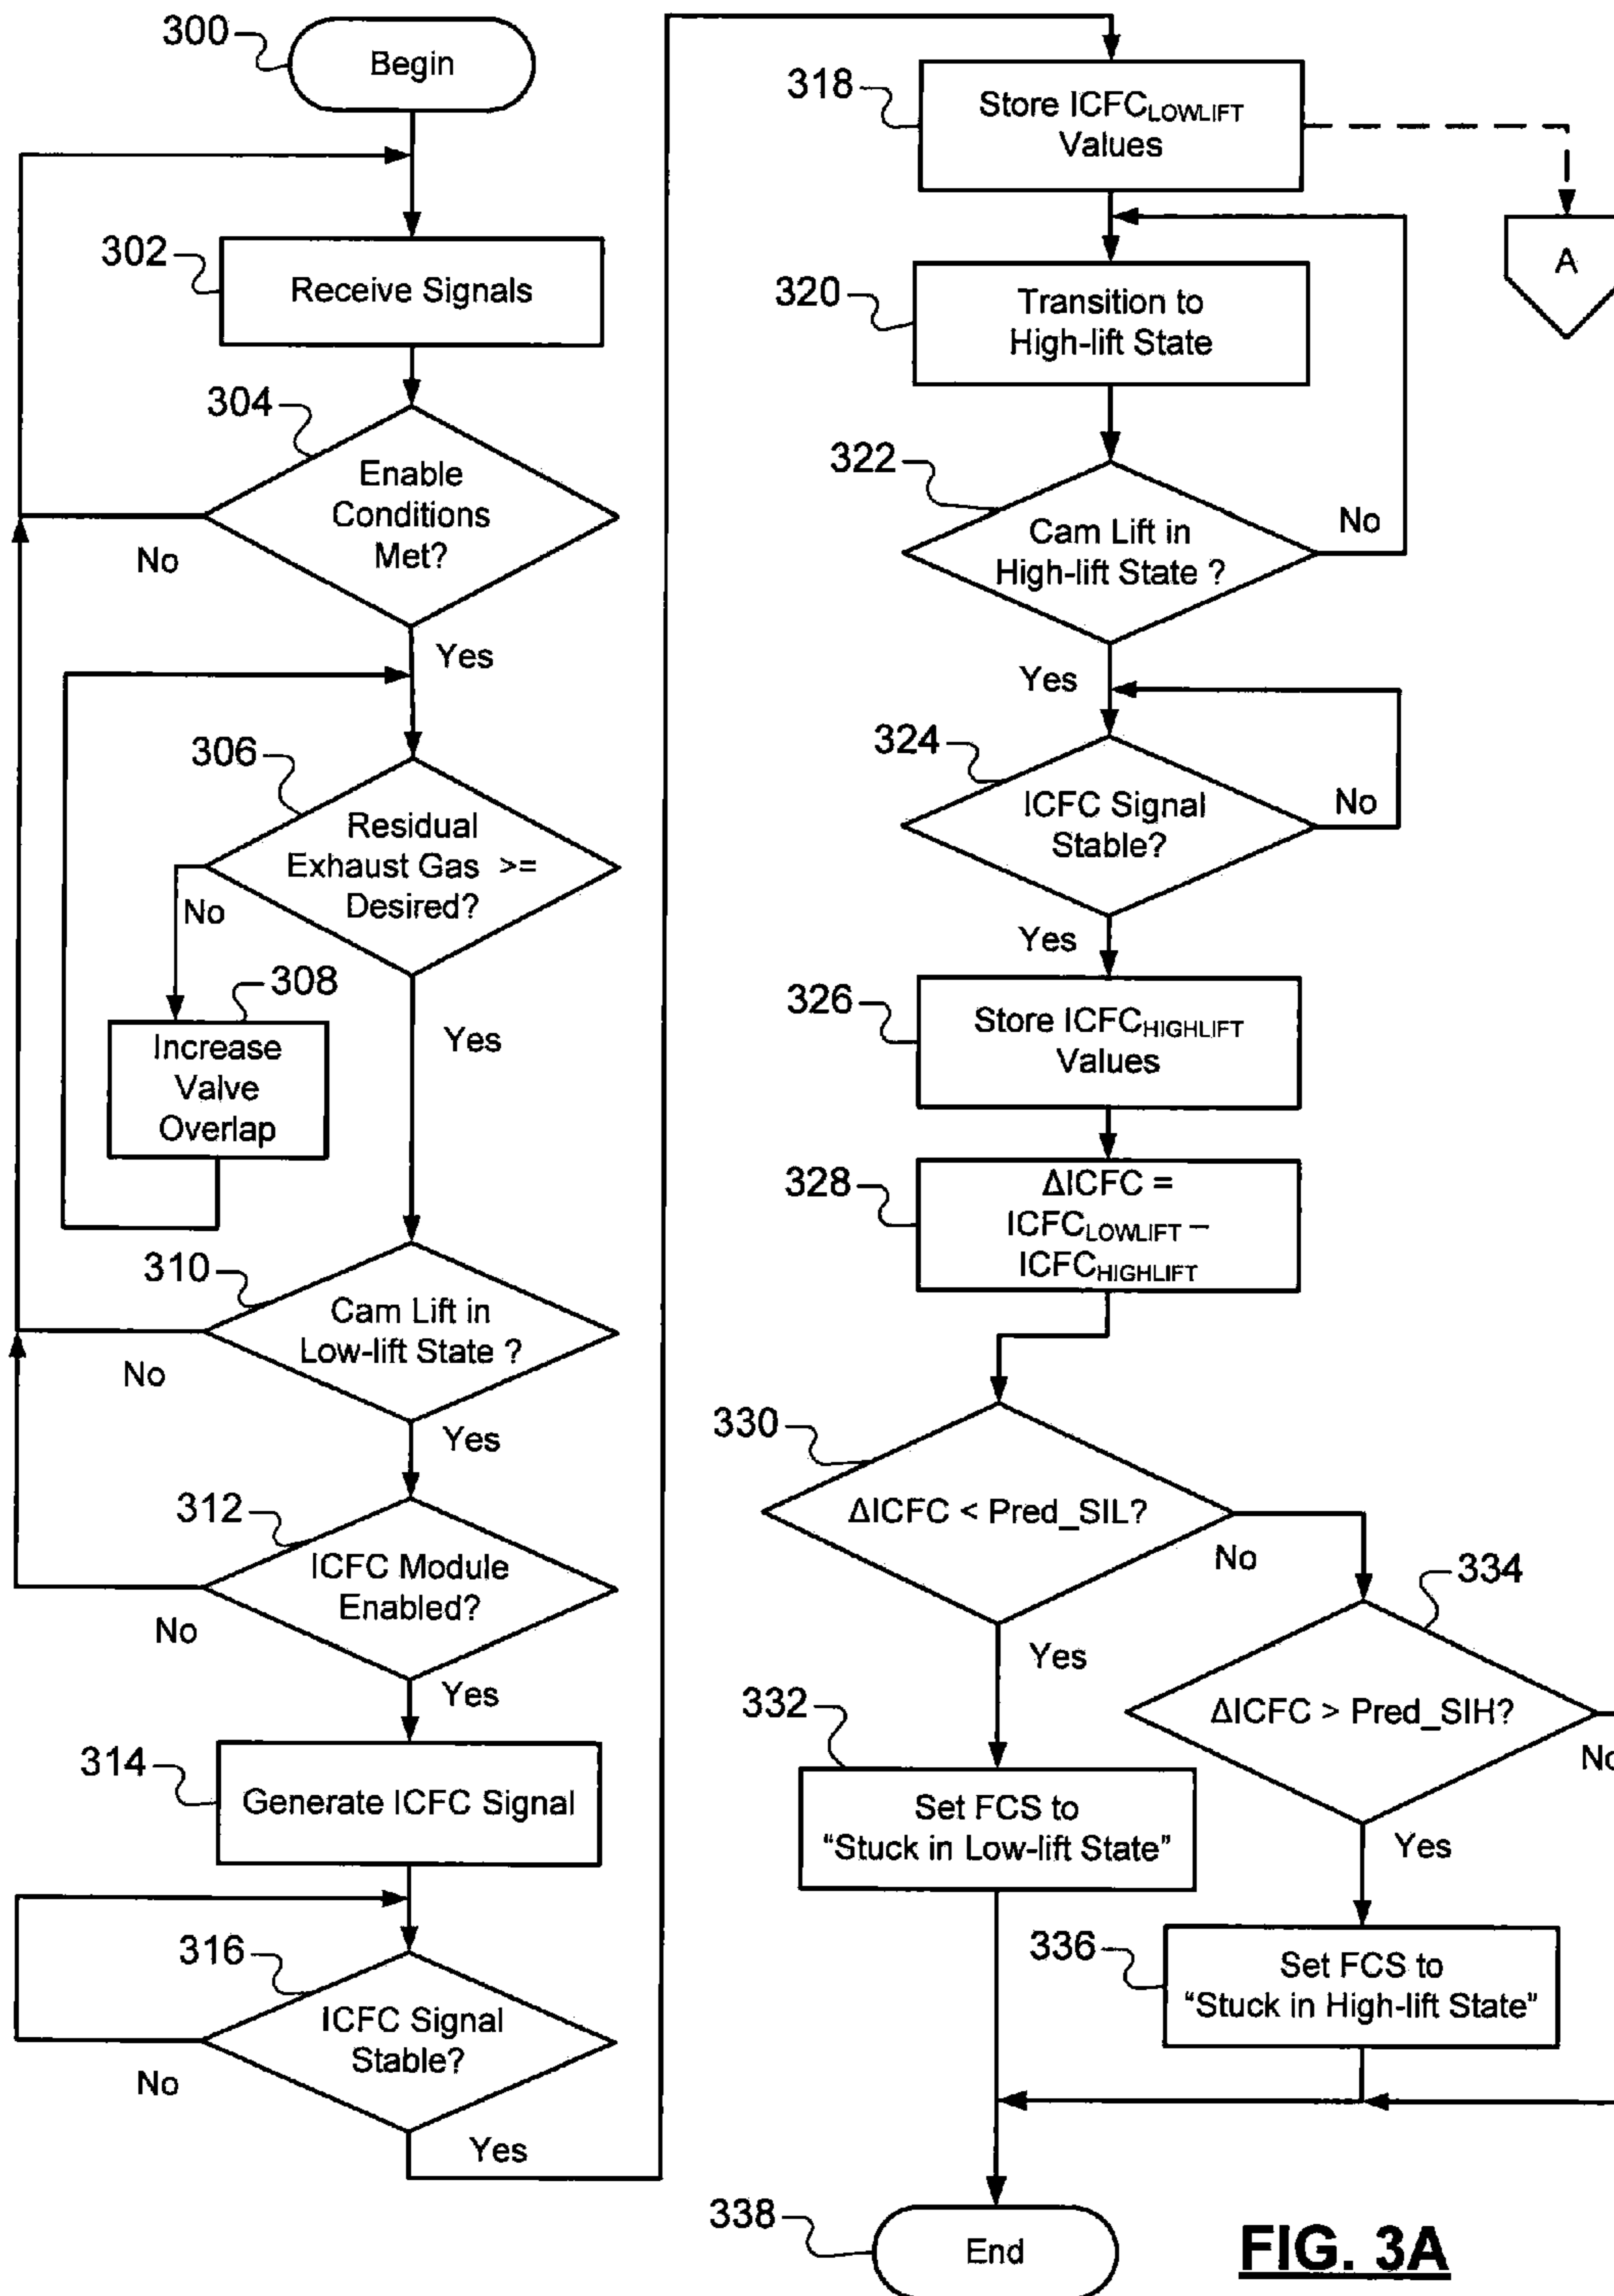 300
Begin
302
Receive Signals
304
Enable
Conditions
Met?
No
Yes
306
Residual
Exhaust Gas >=
Desired?
No
Yes
308
Increase
Valve
Overlap
310
Cam Lift in
Low-lift State ?
No
Yes
312
ICFC Module
Enabled?
No
Yes
314
Generate ICFC Signal
316
ICFC Signal
Stable?
No
Yes
318
Store ICFCLOWLIFT
Values
A
320
Transition to
High-lift State
322
Cam Lift in
High-lift State ?
No
Yes
324
ICFC Signal
Stable?
No
Yes
326
Store ICFCHIGHLIFT
Values
328
ΔICFC =
ICFCLOWLIFT –
ICFCHIGHLIFT
330
ΔICFC < Pred_SIL?
No
Yes
332
Set FCS to
“Stuck in Low-lift State”
334
ΔICFC > Pred_SIH?
No
Yes
336
Set FCS to
“Stuck in High-lift State”
338
End
FIG. 3A